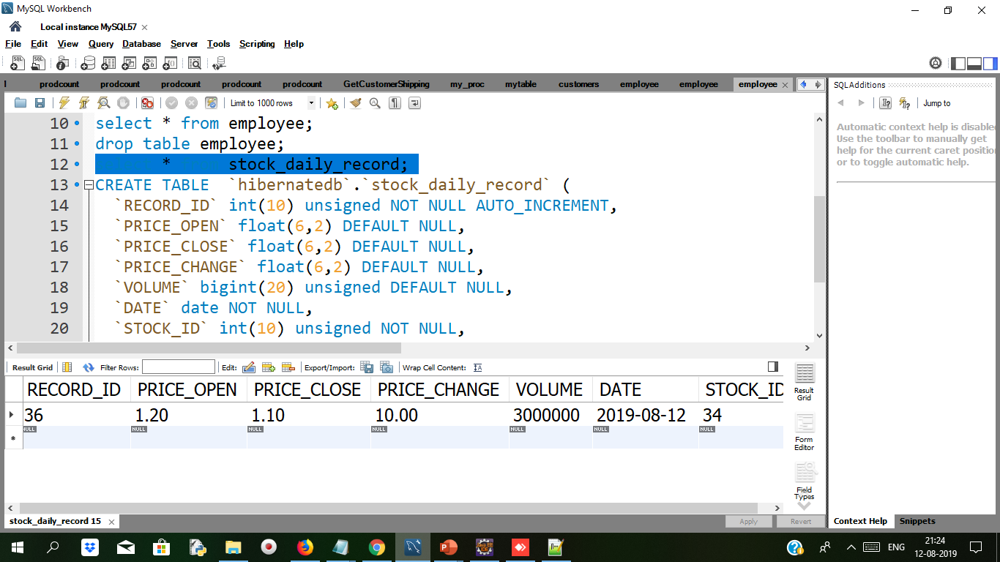 MySQL Workbench
Local instance MySQL57
File Edit View Query Database Server Tools Scripting Help
prodcount prodcount prodcount prodcount prodcount GetCustomerShipping my_proc mytable customers employee employee employee
SQLAdditions
Limit to 1000 rows
Jump to
10 select * from employee;
11 drop table employee;
12 * stock_daily_record;
13 CREATE TABLE `hibernatedb`.`stock_daily_record` (
14 `RECORD_ID` int(10) unsigned NOT NULL AUTO_INCREMENT,
15 `PRICE_OPEN` float(6,2) DEFAULT NULL,
16 `PRICE_CLOSE` float(6,2) DEFAULT NULL,
17 `PRICE_CHANGE` float(6,2) DEFAULT NULL,
18 `VOLUME` bigint(20) unsigned DEFAULT NULL,
19 `DATE` date NOT NULL,
20 `STOCK_ID` int(10) unsigned NOT NULL,
Automatic context help is disable
Use the toolbar to manually get
help for the current caret positio
or to toggle automatic help.
Result Grid Filter Rows: Edit: Export/Import: Wrap Cell Content:
RECORD_ID PRICE_OPEN PRICE_CLOSE PRICE_CHANGE VOLUME DATE STOCK_ID
36 1.20 1.10 10.00 3000000 2019-08-12 34
NULL NULL NULL NULL NULL NULL NULL
Result
Grid
Form
Editor
Field
Types
stock_daily_record 15
Apply Revert
Context Help Snippets
ENG
21:24
12-08-2019